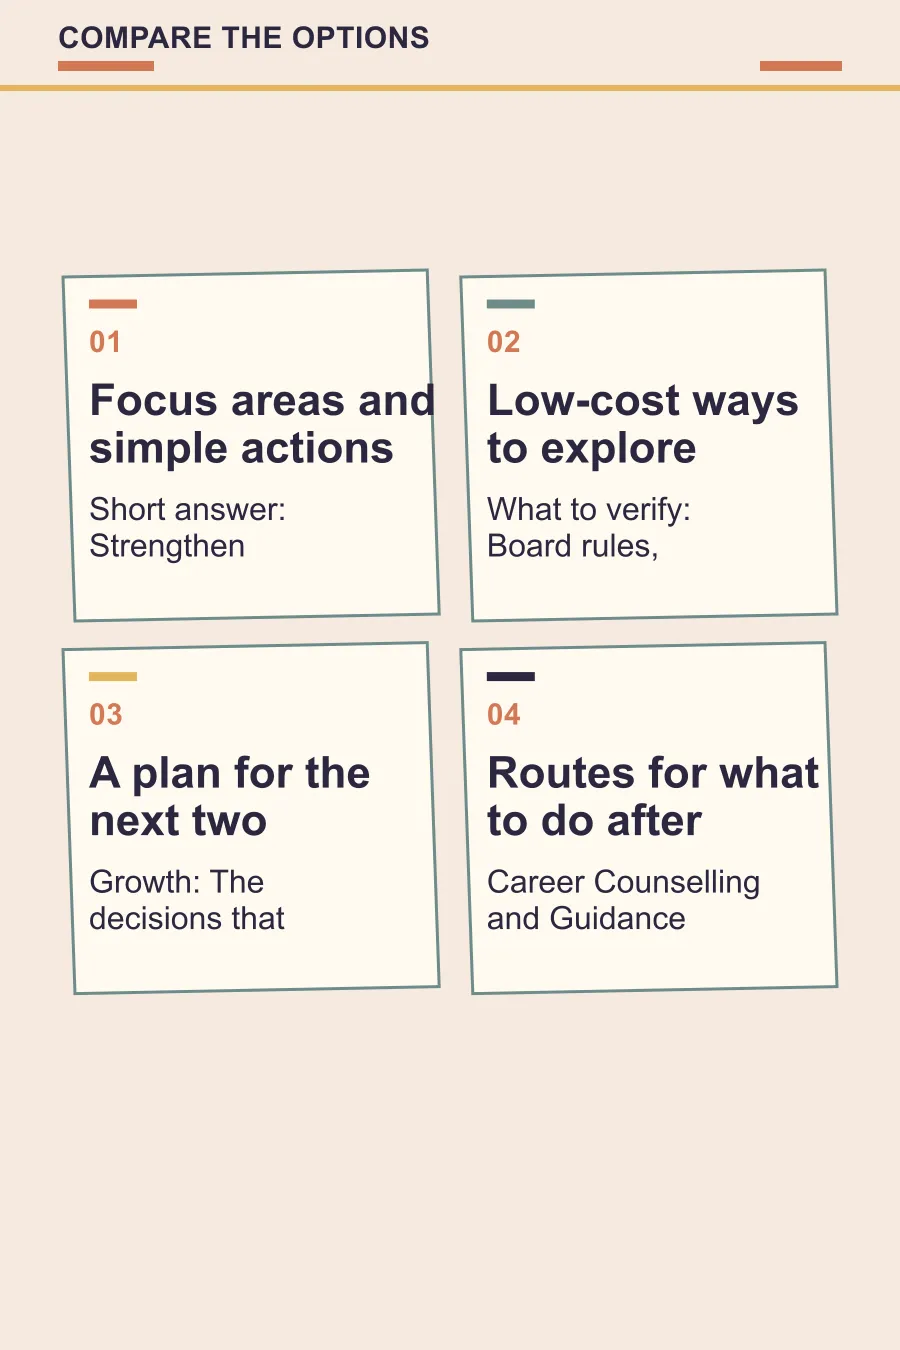 COMPARE THE OPTIONS
01
Focus areas and
simple actions
Short answer:
Strengthen
02
Low-cost ways
to explore
What to verify:
Board rules,
03
A plan for the
next two
Growth: The
decisions that
04
Routes for what
to do after
Career Counselling
and Guidance